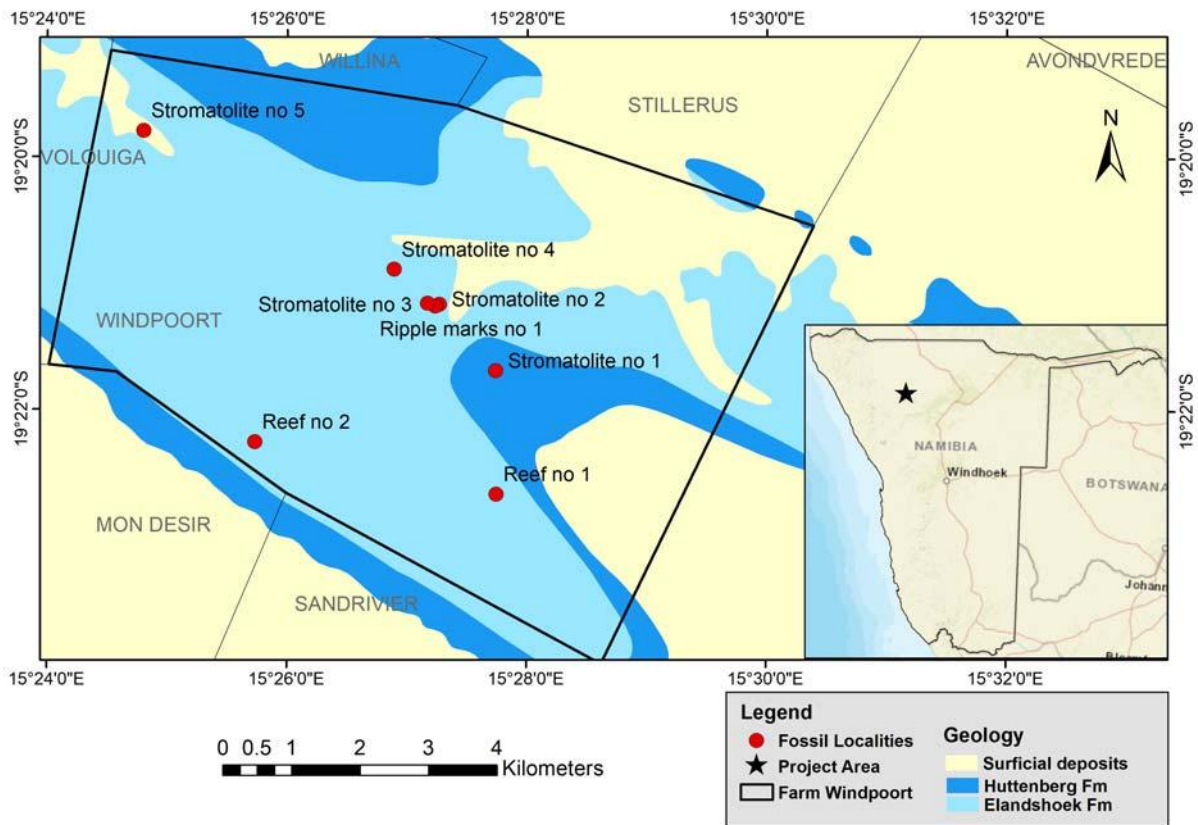 15°24'0"E 15°26'0"E 15°28'0"E 15°30'0"E 15°32'0"E
WILLINA
AVONDVREDE
STILLERUS
N
Stromatolite no 5
19°20'0"S
VOLOUIGA
19°20'0"S
Stromatolite no 4
Stromatolite no 3
Stromatolite no 2
Ripple marks no 1
WINDPOORT
Stromatolite no 1
19°22'0"S
19°22'0"S
Reef no 2
Reef no 1
MON DESIR
SANDRIVIER
NAMIBIA
Windhoek
BOTSWANA
Johann
15°24'0"E 15°26'0"E 15°28'0"E 15°30'0"E 15°32'0"E
0 0.5 1 2 3 4
Kilometers
Legend
Fossil Localities
Project Area
Farm Windpoort
Geology
Surficial deposits
Huttenberg Fm
Elandshoek Fm